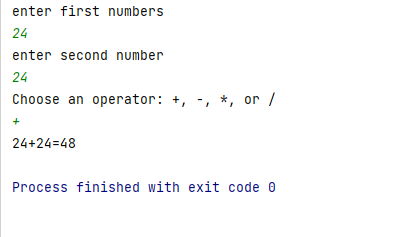 enter first numbers
24
enter second number
24
Choose an operator: +, -, *, or /
+
24+24=48
Process finished with exit code 0